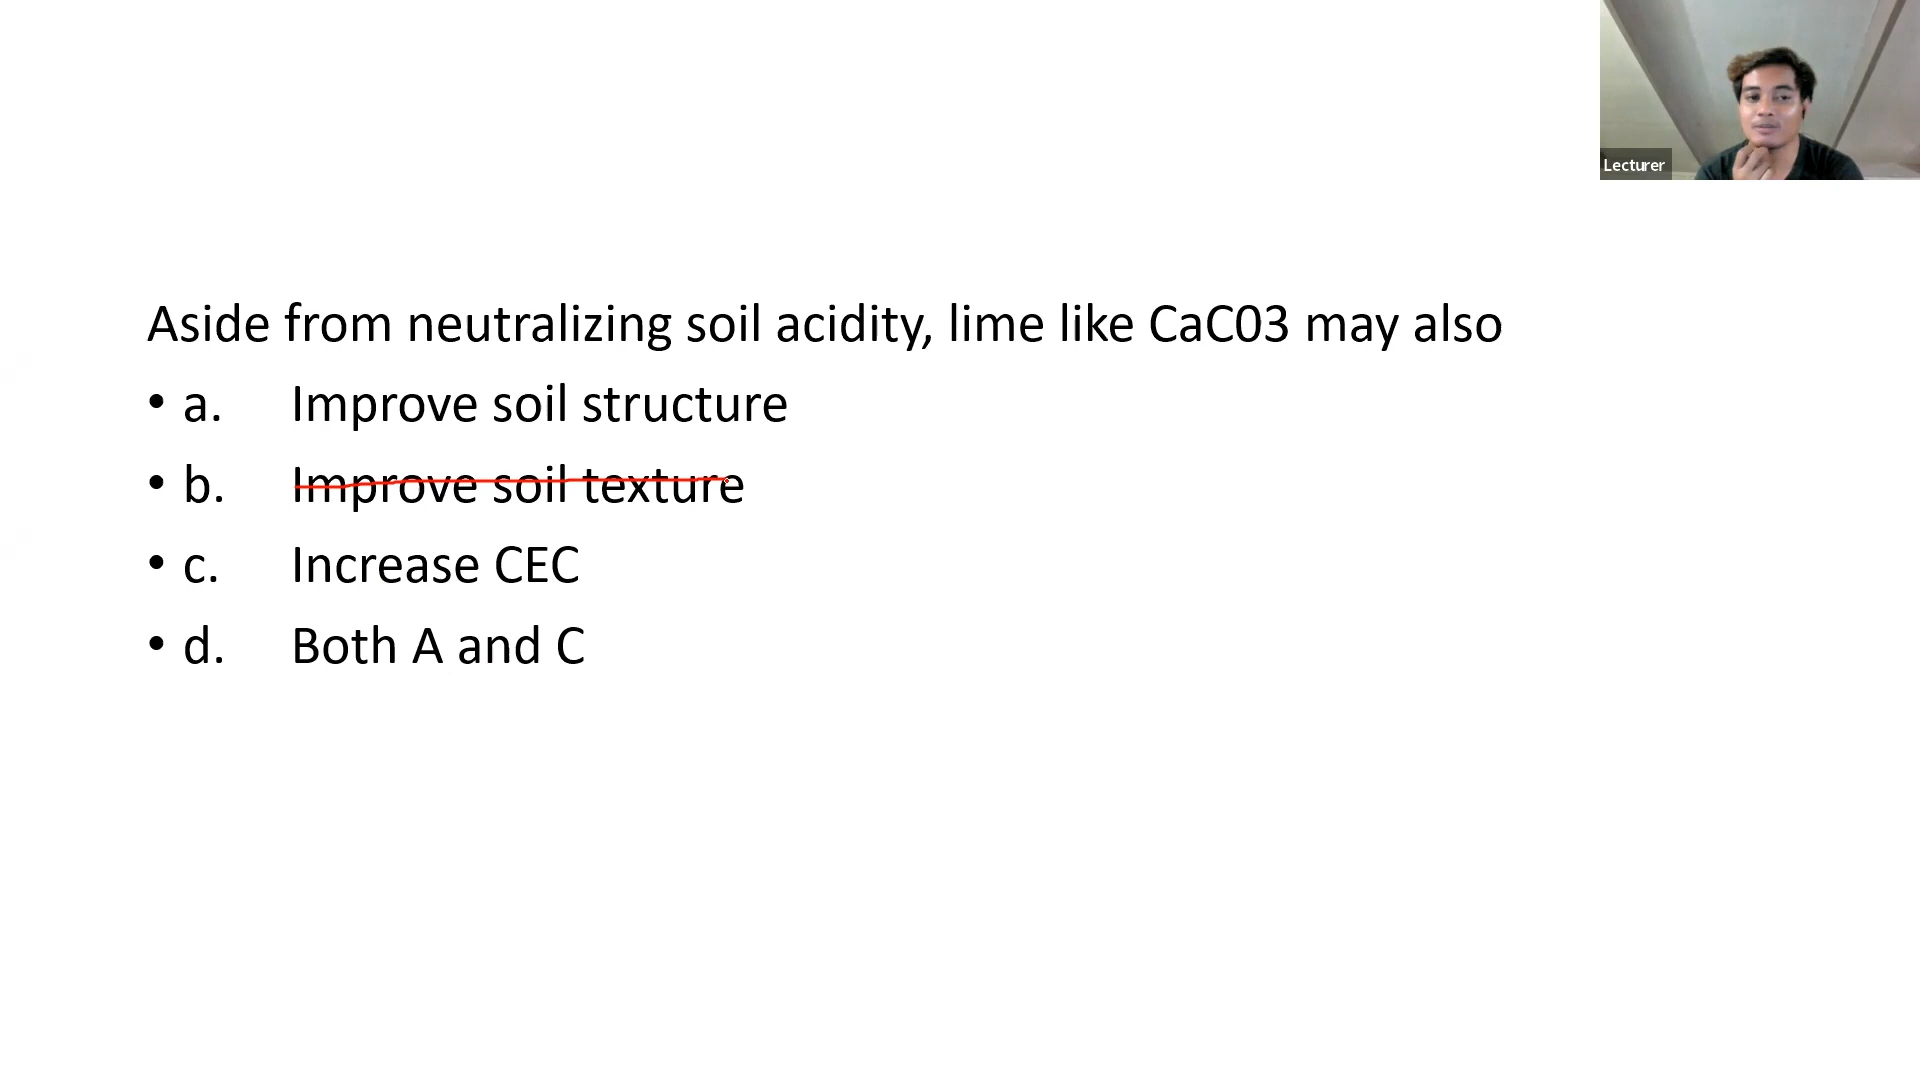 Lecturer
Aside from neutralizing soil acidity, lime like CaC03 may also
• a. Improve soil structure
• b. Improve soil texture
• c. Increase CEC
• d. Both A and C